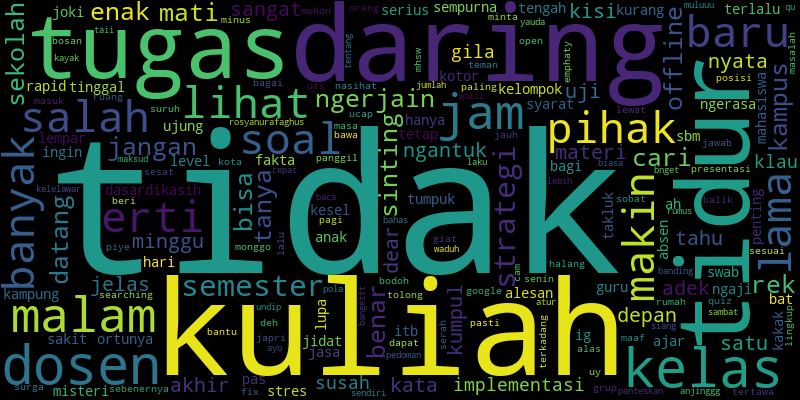 tidak
kuliah
daring
tugas
tidur
dosen
kelas
malam
banyak
baru
pihak
jam
soal
lihat
salah
erti
makin
lama
semester
strategi
ngerjain
enak
mati
sangat
joki
minus
mohon
orang
serius
sempurna
tengah
minta
yauda
kisi
kurang
terlalu
muluuu
qu
sekolah
taii
bosan
kayak
rapid
tinggal
masuk
ruang
suruh
bagai
uts
nasihat
tentang
teman
mhsw
gila
open
emphaty
offline
nyata
posisi
masalah
kampus
mahasiswa
kotor
jumlah
paling
kelompok
syarat
uji
ngerasa
lewat
sbm
jawab
lempar
ujung
rosyanurafaghus
ucap
masa
bawa
hanya
tetap
jauh
materi
cari
biasa
bnget
presentasi
klau
jangan
ingin
maksud
level
kota
fakta
panggil
ngantuk
laku
bagi
lebih
sinting
sesat
cepat
dasardikasih
kelelawar
beri
bisa
tanya
kesel
baca
pagi
tumpuk
bahas
takluk
sobat
rumus
balik
penting
datang
piye
minggu
monggo
lalu
anak
dear
giat
waduh
ah
absen
tahu
sesuai
hari
halang
banding
swab
ngaji
rek
jelas
kampung
searching
undip
pola
bangettt
bodoh
tolong
google
cam
senin
alesan
atur
guru
rumah
adek
quiz
bat
sambat
lingkup
bantu
deh
lupa
benar
itb
dapat
serah
kumpul
pasti
terkadang
ig
alas
depan
maaf
siang
ajar
satu
kakak
sakit
ortunya
japri
ayo
jidat
jasa
pedoman
surga
misteri
sebenernya
akhir
pas
fix
stres
susah
sendiri
kata
implementasi
uy
grup
pantesken
anjinggg
tertawa